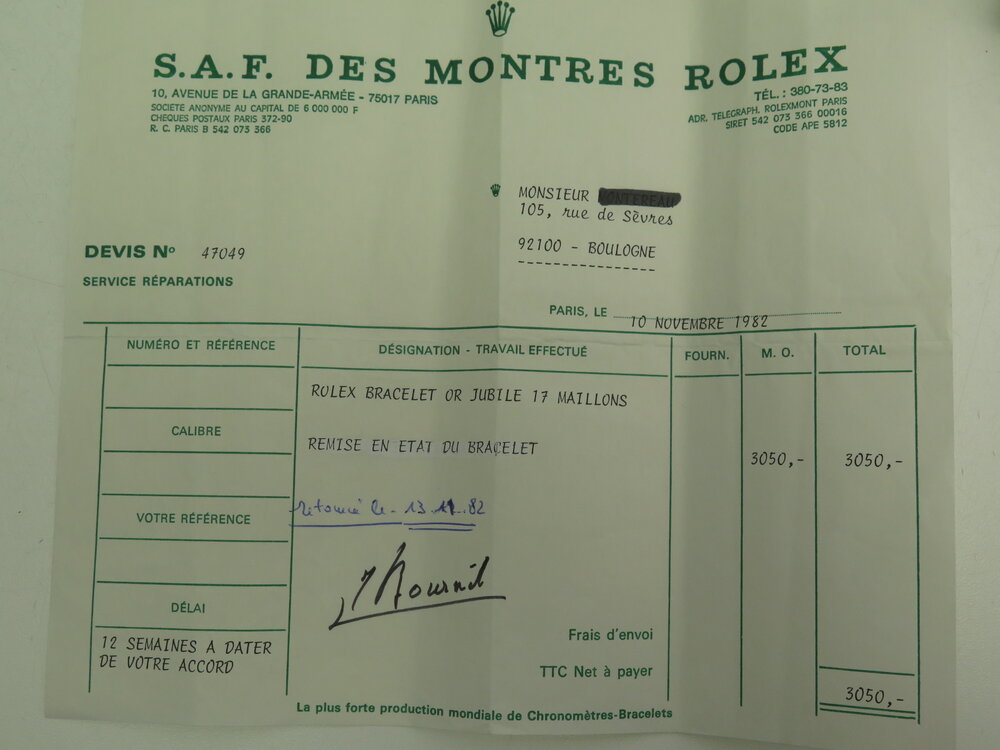 S.A.F. DES MONTRES ROLEX
10, AVENUE DE LA GRANDE-ARMÉE - 75017 PARIS
SOCIETE ANONYME AU CAPITAL DE 6 000 000 F
CHEQUES POSTAUX PARIS 372-90
R. C. PARIS B 542 073 366
TÉL. : 380-73-83
ADR. TELEGRAPH. ROLEXMONT PARIS
SIRET 542 073 366 00016
CODE APE 5812
MONSIEUR
105, rue de Sèvres
92100 - BOULOGNE
DEVIS No 47049
SERVICE RÉPARATIONS
PARIS, LE 10 NOVEMBRE 1982
NUMÉRO ET RÉFÉRENCE
DÉSIGNATION - TRAVAIL EFFECTUÉ
FOURN.
M. O.
TOTAL
ROLEX BRACELET OR JUBILE 17 MAILLONS
CALIBRE
REMISE EN ETAT DU BRACELET 3050,- 3050,-
VOTRE RÉFÉRENCE
le 13.11.82
DÉLAI
12 SEMAINES A DATER
DE VOTRE ACCORD
Frais d'envoi
TTC Net à payer
3050,-
La plus forte production mondiale de Chronomètres-Bracelets